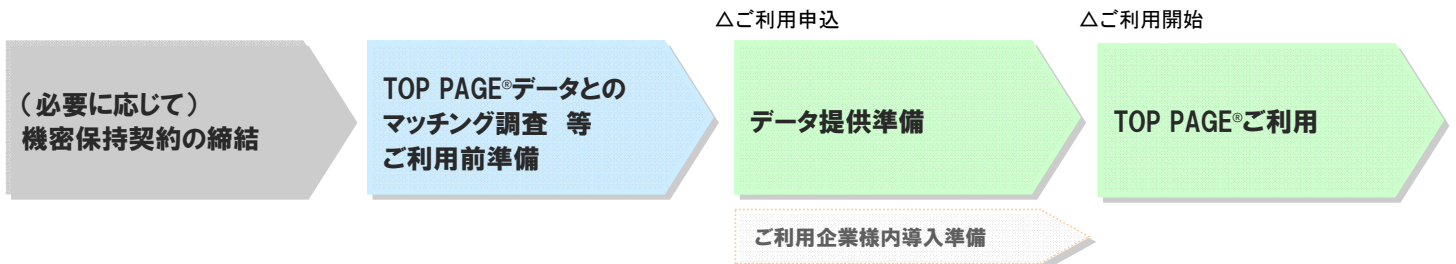 △ご利用申込
△ご利用開始
(必要に応じて)
機密保持契約の締結
TOP PAGE®データとの
マッチング調査 等
ご利用前準備
データ提供準備
TOP PAGE®ご利用
ご利用企業様内導入準備